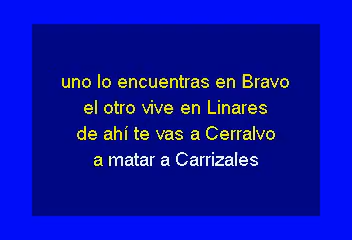 uno lo encuentras en Bravo
el otro vive en Linares
de ahí te vas a Cerralvo
a matar a Carrizales